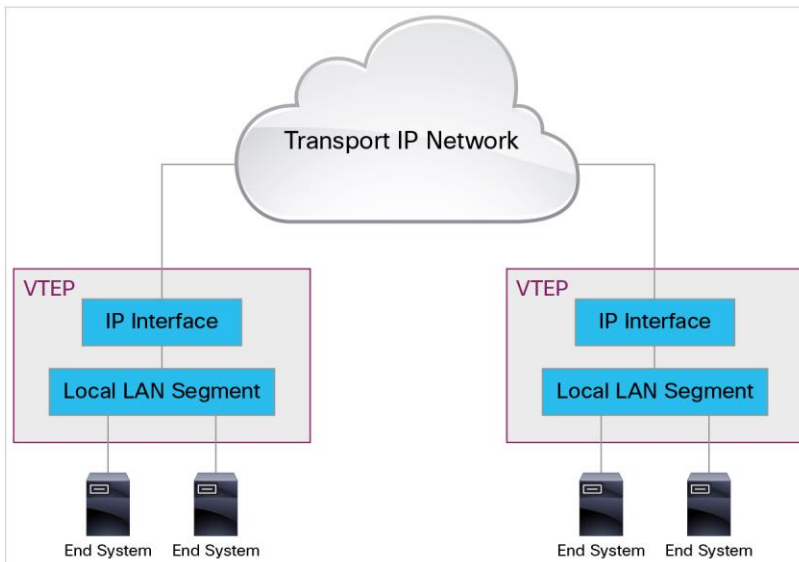 Transport IP Network
VTEP
IP Interface
Local LAN Segment
End System
End System
VTEP
IP Interface
Local LAN Segment
End System
End System